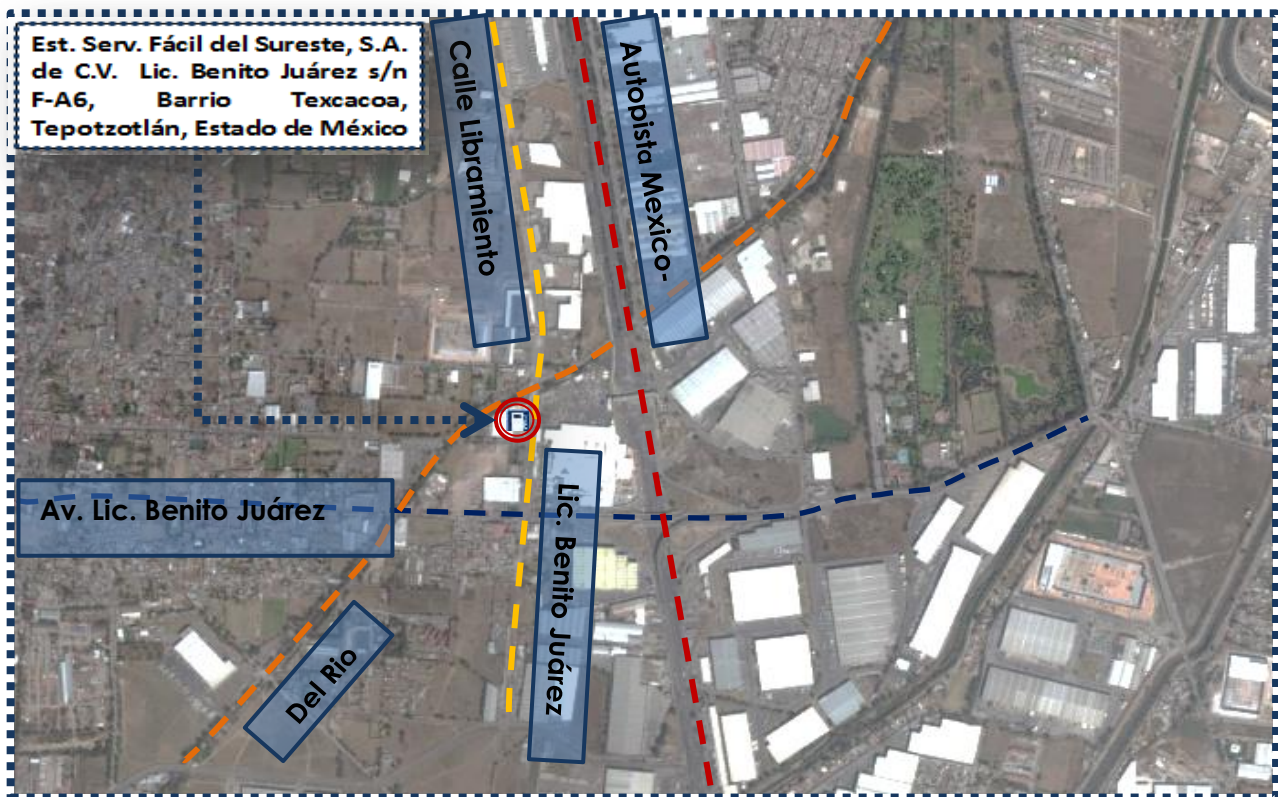 Est. Serv. Fácil del Sureste, S.A.
de C.V. Lic. Benito Juárez s/n
F-A6, Barrio Texcacoa,
Tepotzotlán, Estado de México
Calle Libramiento
Autopista Mexico-
Av. Lic. Benito Juárez
Lic. Benito Juárez
Del Rio